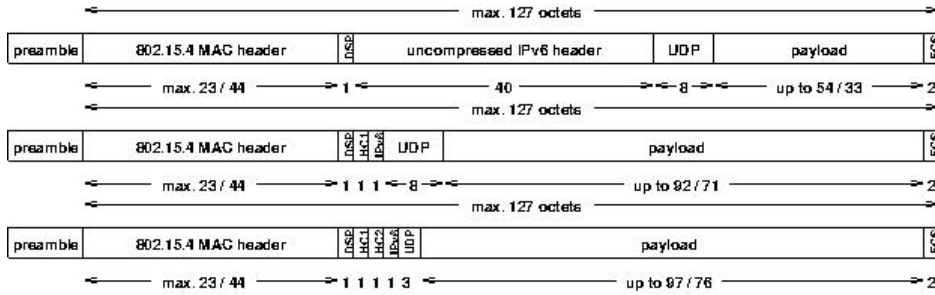 max. 127 octets
preamble 802.15.4 MAC header DSP uncompressed IPv6 header UDP payload FCS
max. 23 / 44 1 40 8 up to 54 / 33 2
max. 127 octets
preamble 802.15.4 MAC header DSP HC1 IPv6 UDP payload FCS
max. 23 / 44 1 1 1 8 up to 92 / 71 2
max. 127 octets
preamble 802.15.4 MAC header DSP HC1 HC2 IPv6 UDP payload FCS
max. 23 / 44 1 1 1 1 3 up to 97 / 76 2